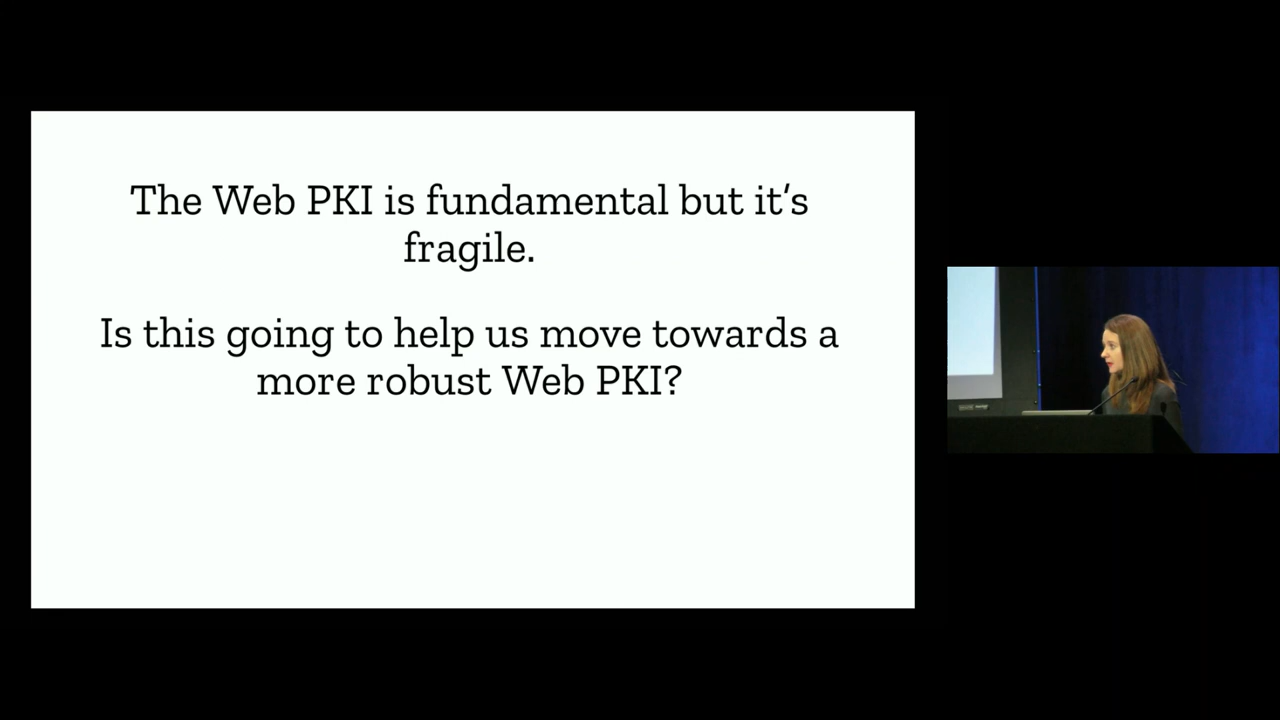 The Web PKI is fundamental but it’s
fragile.
Is this going to help us move towards a
more robust Web PKI?